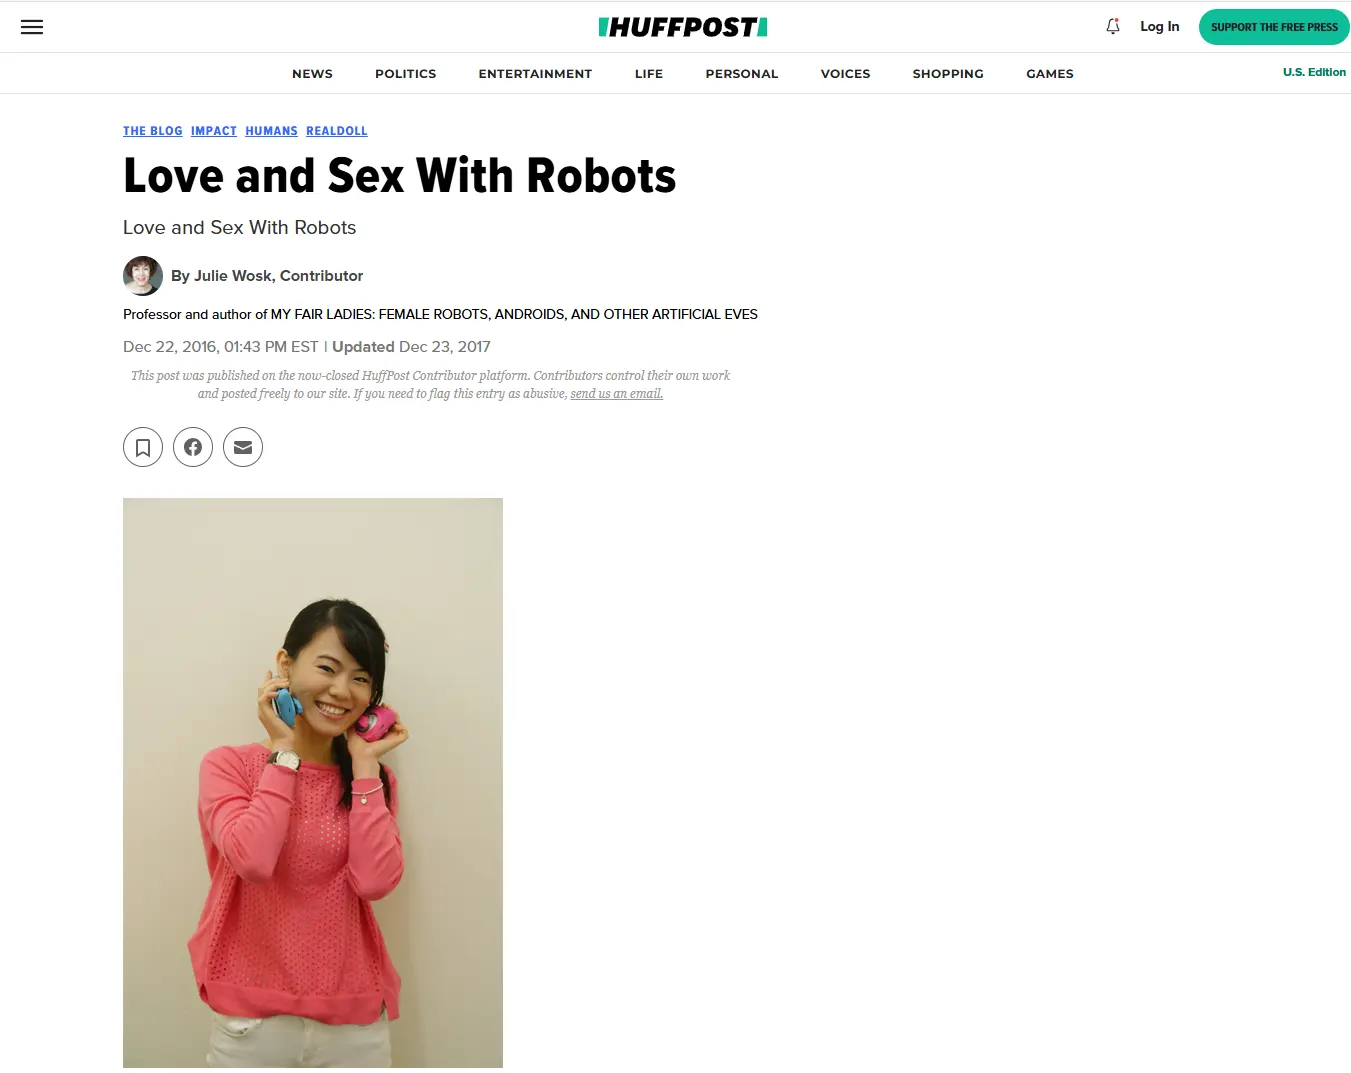 HUFFPOST
Log In
SUPPORT THE FREE PRESS
NEWS POLITICS ENTERTAINMENT LIFE PERSONAL VOICES SHOPPING GAMES
U.S. Edition
THE BLOG IMPACT HUMANS REALDOLL
Love and Sex With Robots
Love and Sex With Robots
By Julie Wosk, Contributor
Professor and author of MY FAIR LADIES: FEMALE ROBOTS, ANDROIDS, AND OTHER ARTIFICIAL EVES
Dec 22, 2016, 01:43 PM EST | Updated Dec 23, 2017
This post was published on the now-closed HuffPost Contributor platform. Contributors control their own work
and posted freely to our site. If you need to flag this entry as abusive, send us an email.